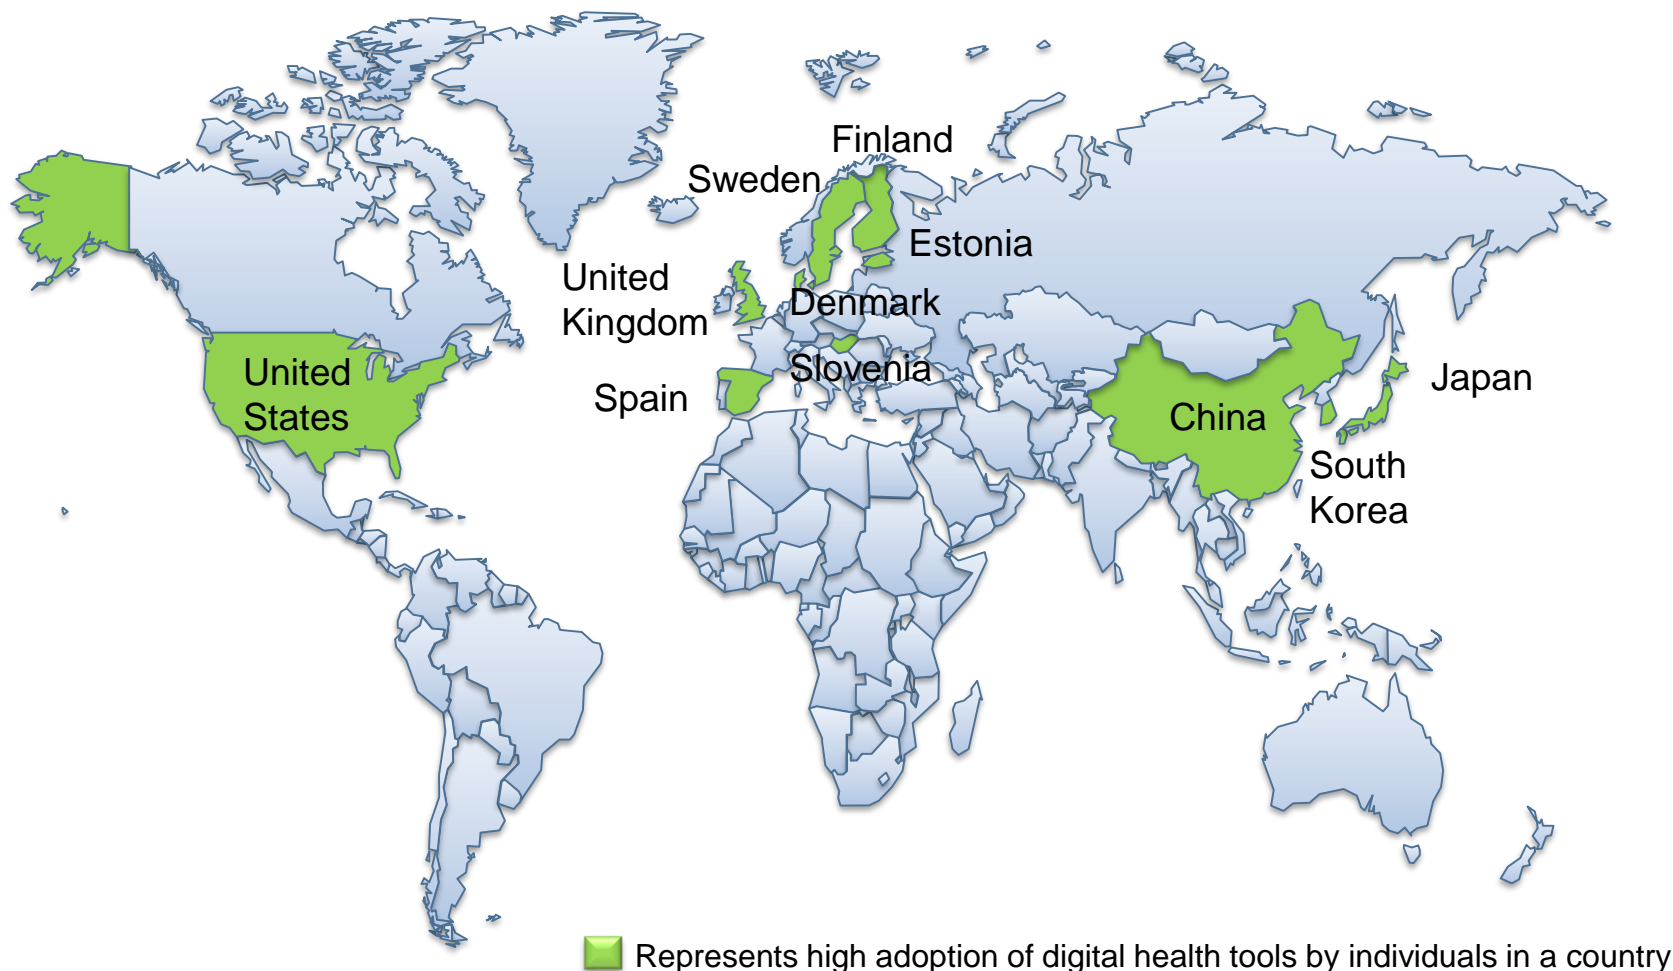 Finland
Sweden
Estonia
United
Kingdom
Denmark
Slovenia
United
States
Spain
Japan
China
South
Korea
Represents high adoption of digital health tools by individuals in a country